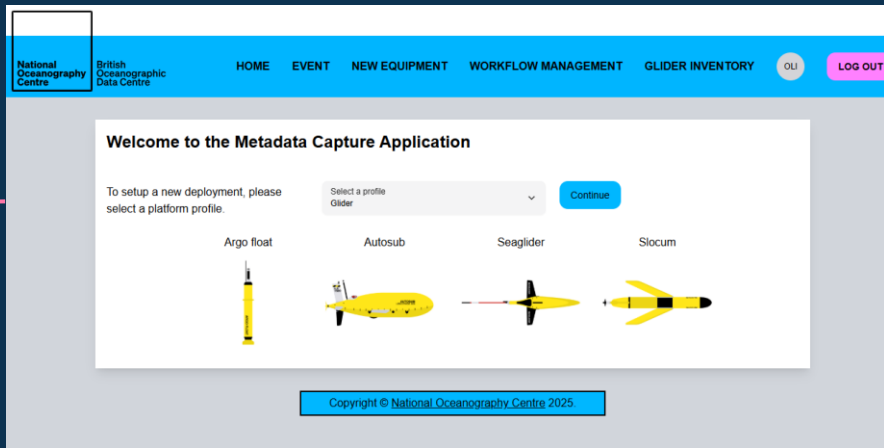 National
Oceanography
Centre
British
Oceanographic
Data Centre
HOME
EVENT
NEW EQUIPMENT
WORKFLOW MANAGEMENT
GLIDER INVENTORY
OLI
LOG OUT
Welcome to the Metadata Capture Application
To setup a new deployment, please
select a platform profile.
Select a profile
Glider
Continue
Argo float
Autosub
Seaglider
Slocum
Copyright © National Oceanography Centre 2025.